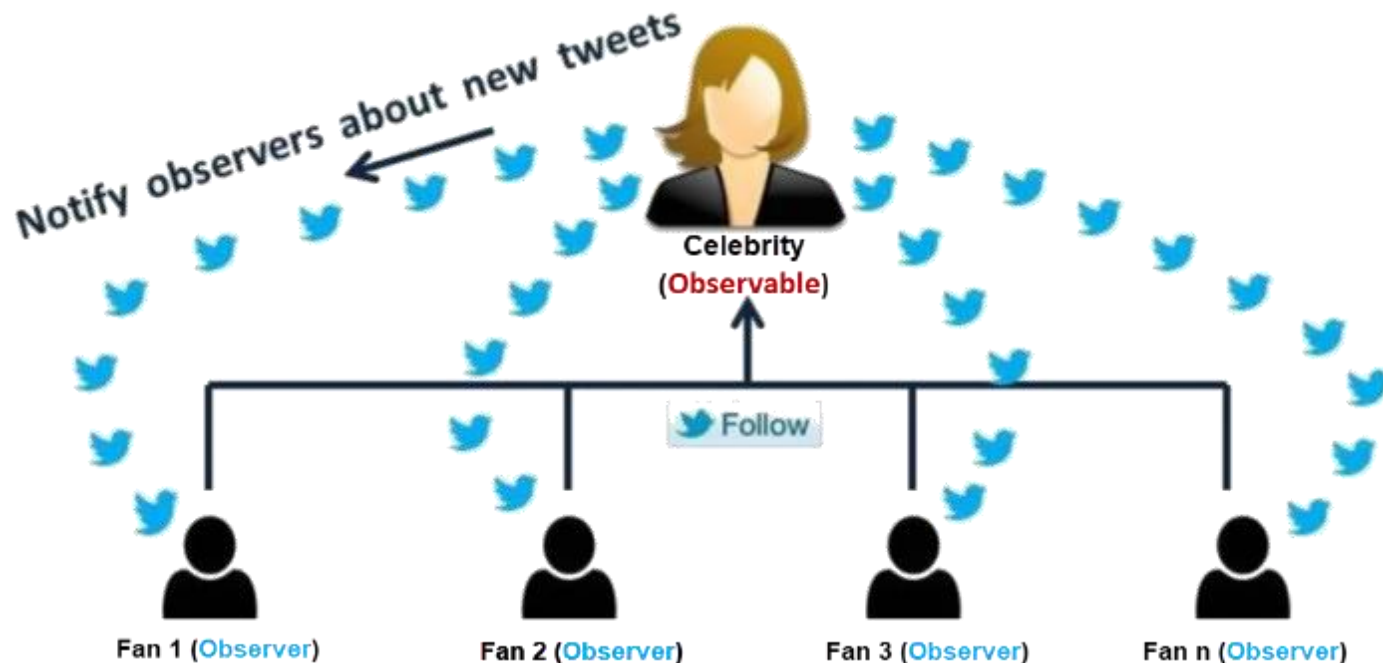 Notify observers about new tweets
Celebrity
(Observable)
Follow
Fan 1 (Observer)
Fan 2 (Observer)
Fan 3 (Observer)
Fan n (Observer)